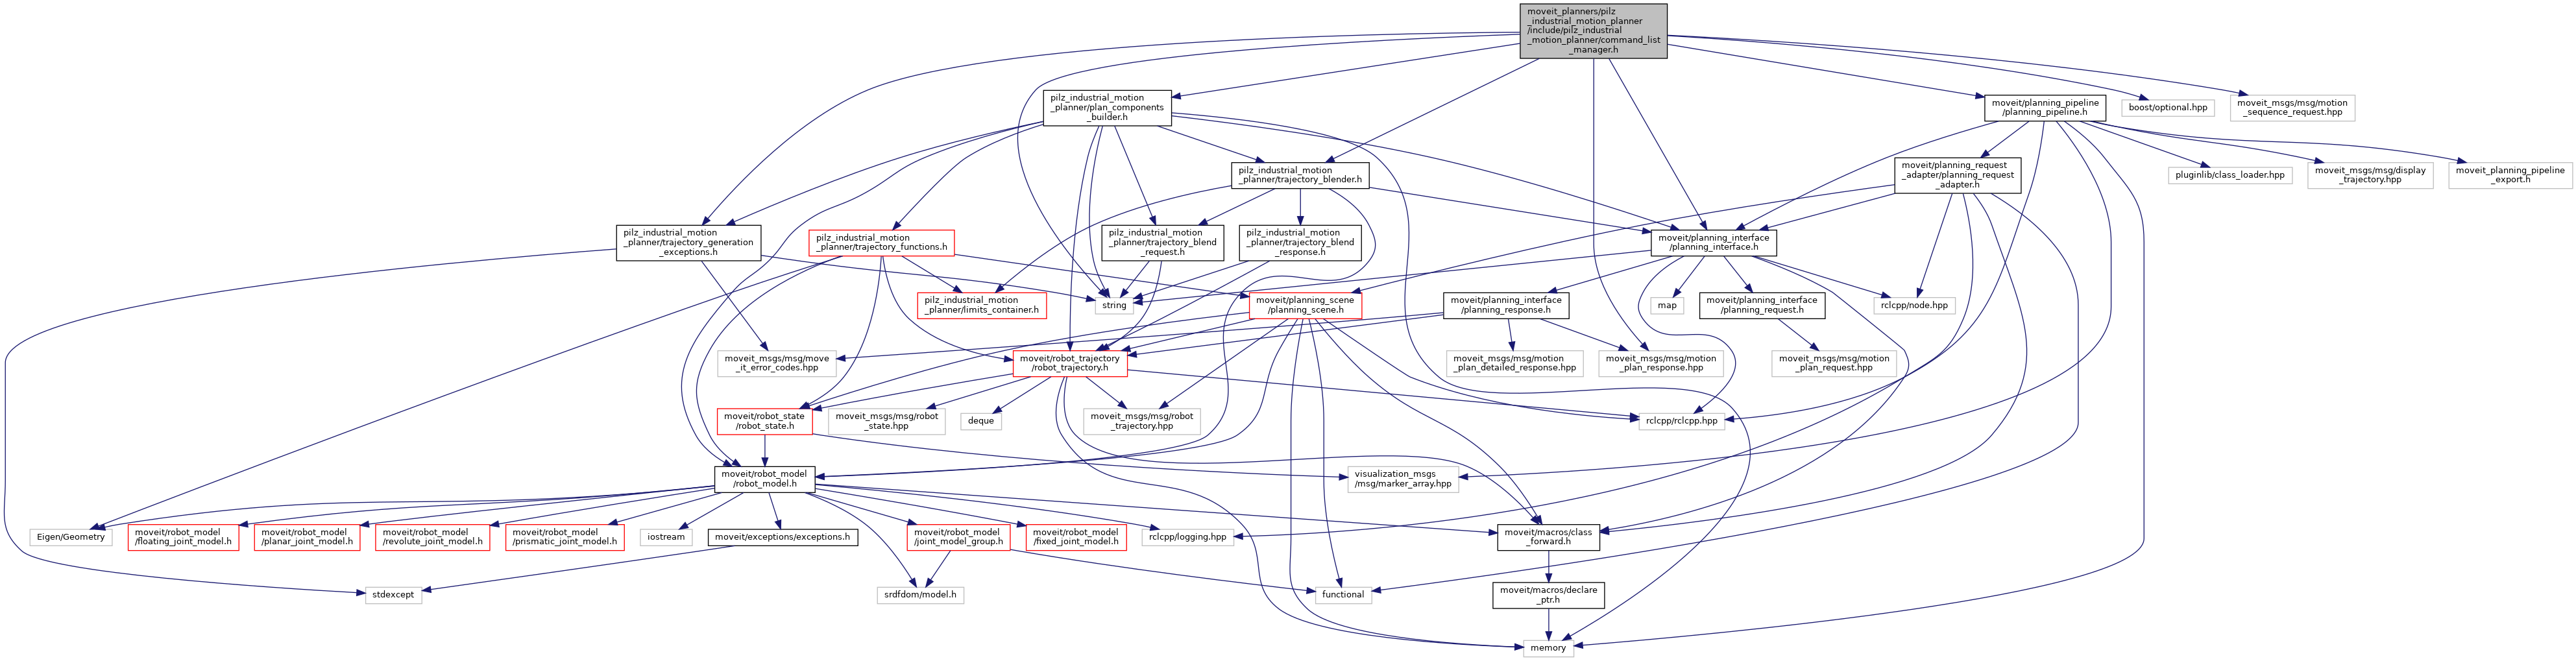 moveit_planners/pilz
_industrial_motion_planner
/include/pilz_industrial
_motion_planner/command_list
_manager.h
pilz_industrial_motion
_planner/plan_components
_builder.h
moveit/planning_pipeline
/planning_pipeline.h
boost/optional.hpp
moveit_msgs/msg/motion
_sequence_request.hpp
pilz_industrial_motion
_planner/trajectory_blender.h
moveit/planning_request
_adapter/planning_request
_adapter.h
pluginlib/class_loader.hpp
moveit_msgs/msg/display
_trajectory.hpp
moveit_planning_pipeline
_export.h
pilz_industrial_motion
_planner/trajectory_generation
_exceptions.h
pilz_industrial_motion
_planner/trajectory_functions.h
pilz_industrial_motion
_planner/trajectory_blend
_request.h
pilz_industrial_motion
_planner/trajectory_blend
_response.h
moveit/planning_interface
/planning_interface.h
pilz_industrial_motion
_planner/limits_container.h
string
moveit/planning_scene
/planning_scene.h
moveit/planning_interface
/planning_response.h
map
moveit/planning_interface
/planning_request.h
rclcpp/node.hpp
moveit_msgs/msg/move
_it_error_codes.hpp
moveit/robot_trajectory
/robot_trajectory.h
moveit_msgs/msg/motion
_plan_detailed_response.hpp
moveit_msgs/msg/motion
_plan_response.hpp
moveit_msgs/msg/motion
_plan_request.hpp
moveit/robot_state
/robot_state.h
moveit_msgs/msg/robot
_state.hpp
deque
moveit_msgs/msg/robot
_trajectory.hpp
rclcpp/rclcpp.hpp
moveit/robot_model
/robot_model.h
visualization_msgs
/msg/marker_array.hpp
Eigen/Geometry
moveit/robot_model
/floating_joint_model.h
moveit/robot_model
/planar_joint_model.h
moveit/robot_model
/revolute_joint_model.h
moveit/robot_model
/prismatic_joint_model.h
iostream
moveit/exceptions/exceptions.h
moveit/robot_model
/joint_model_group.h
moveit/robot_model
/fixed_joint_model.h
rclcpp/logging.hpp
moveit/macros/class
_forward.h
stdexcept
srdfdom/model.h
functional
moveit/macros/declare
_ptr.h
memory